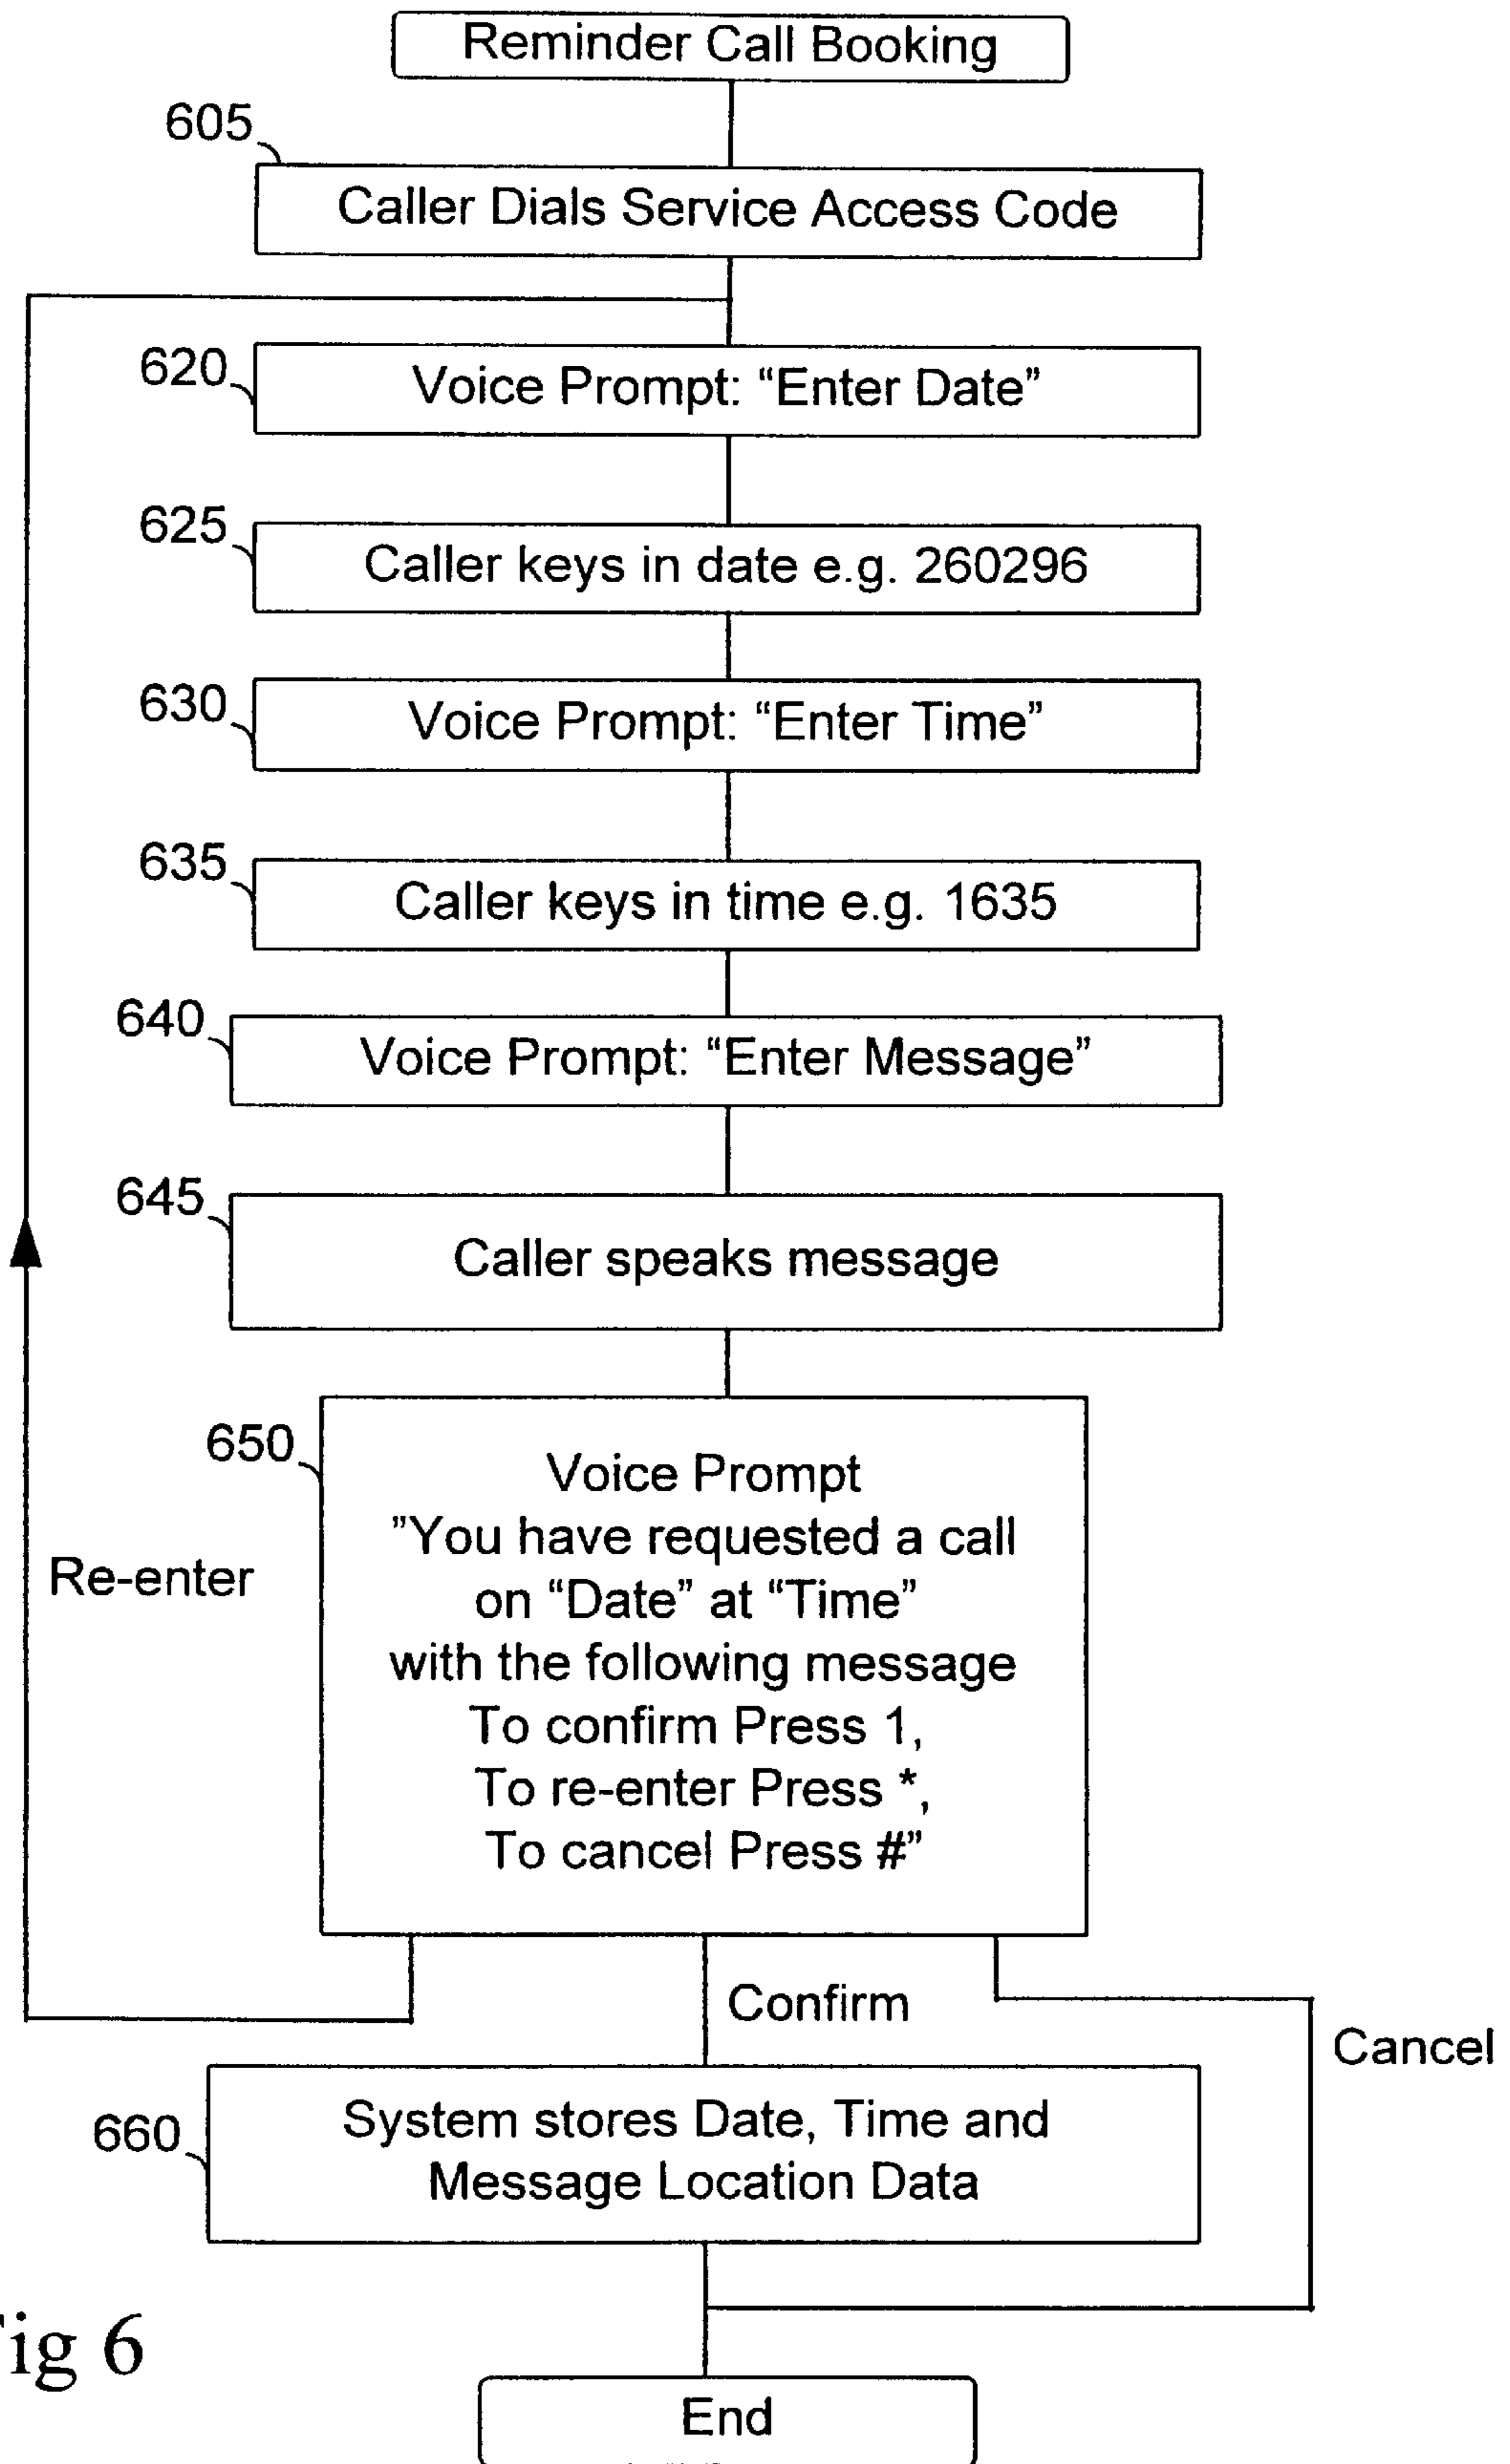 Reminder Call Booking
605
Caller Dials Service Access Code
620
Voice Prompt: “Enter Date”
625
Caller keys in date e.g. 260296
630
Voice Prompt: “Enter Time”
635
Caller keys in time e.g. 1635
640
Voice Prompt: “Enter Message”
645
Caller speaks message
650
Voice Prompt
”You have requested a call
on “Date” at “Time”
with the following message
To confirm Press 1,
To re-enter Press *,
To cancel Press #”
Re-enter
Confirm
Cancel
660
System stores Date, Time and
Message Location Data
ig 6
End